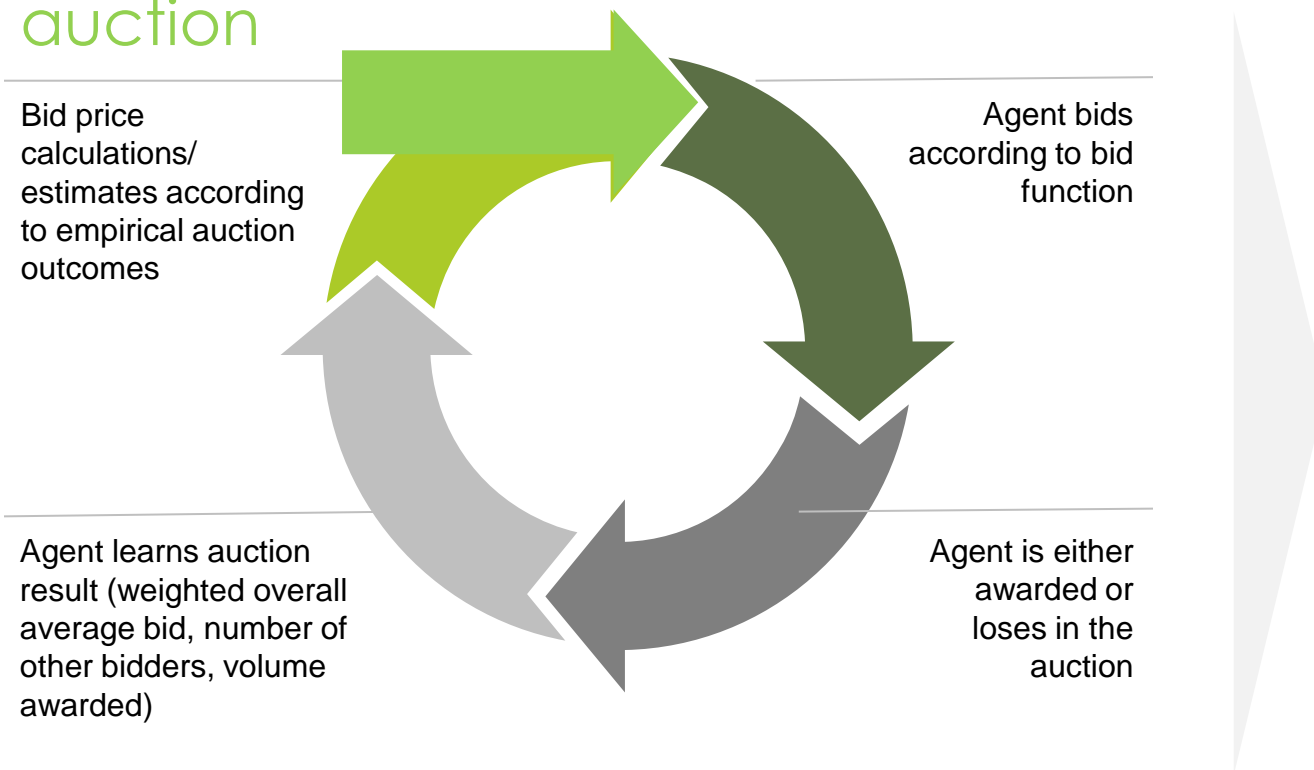 auction
Bid price
calculations/
estimates according
to empirical auction
outcomes
Agent bids
according to bid
function
Agent learns auction
result (weighted overall
average bid, number of
other bidders, volume
awarded)
Agent is either
awarded or
loses in the
auction